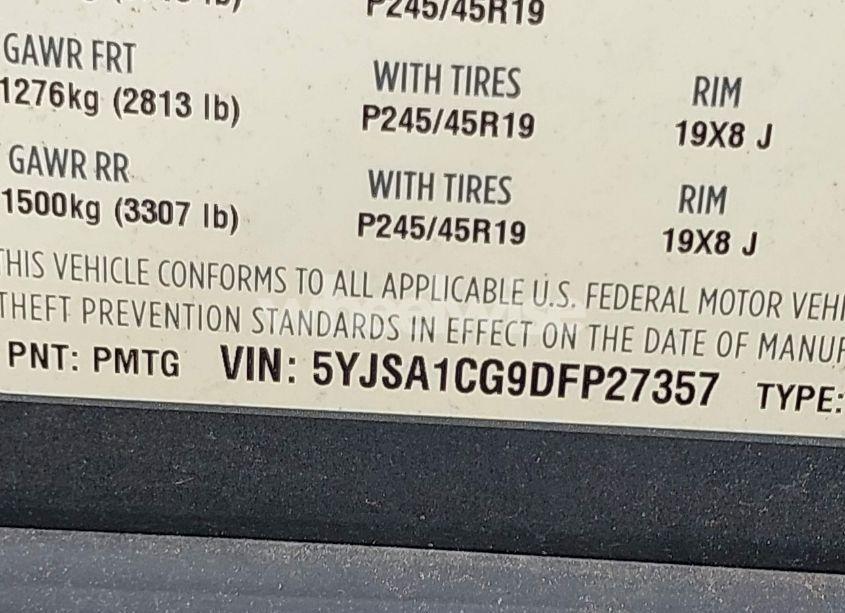 P245/45R19
GAWR FRT WITH TIRES RIM
1276kg (2813 lb) P245/45R19 19X8 J
GAWR RR WITH TIRES RIM
1500kg (3307 lb) P245/45R19 19X8 J
THIS VEHICLE CONFORMS TO ALL APPLICABLE U.S. FEDERAL MOTOR VEHI
THEFT PREVENTION STANDARDS IN EFFECT ON THE DATE OF MANUF
PNT: PMTG VIN: 5YJSA1CG9DFP27357 TYPE: